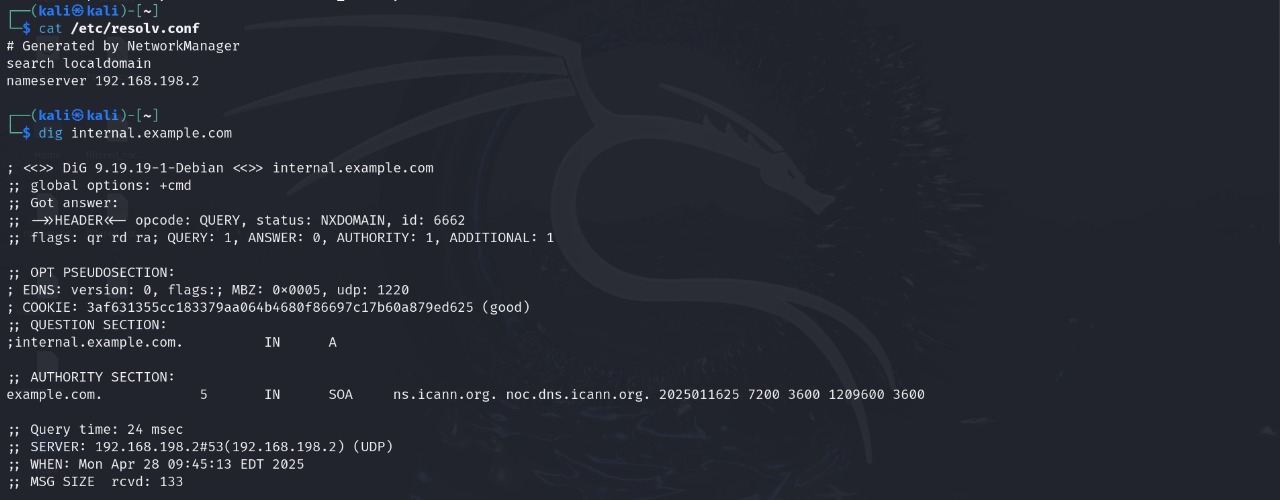 ┌──(kali㉿kali)-[~]
└─$ cat /etc/resolv.conf
# Generated by NetworkManager
search localdomain
nameserver 192.168.198.2
┌──(kali㉿kali)-[~]
└─$ dig internal.example.com
; <<>> DiG 9.19.19-1-Debian <<>> internal.example.com
;; global options: +cmd
;; Got answer:
;; ->>HEADER<<- opcode: QUERY, status: NXDOMAIN, id: 6662
;; flags: qr rd ra; QUERY: 1, ANSWER: 0, AUTHORITY: 1, ADDITIONAL: 1
;; OPT PSEUDOSECTION:
; EDNS: version: 0, flags:; MBZ: 0x0005, udp: 1220
; COOKIE: 3af631355cc183379aa064b4680f86697c17b60a879ed625 (good)
;; QUESTION SECTION:
;internal.example.com. IN A
;; AUTHORITY SECTION:
example.com. 5 IN SOA ns.icann.org. noc.dns.icann.org. 2025011625 7200 3600 1209600 3600
;; Query time: 24 msec
;; SERVER: 192.168.198.2#53(192.168.198.2) (UDP)
;; WHEN: Mon Apr 28 09:45:13 EDT 2025
;; MSG SIZE rcvd: 133